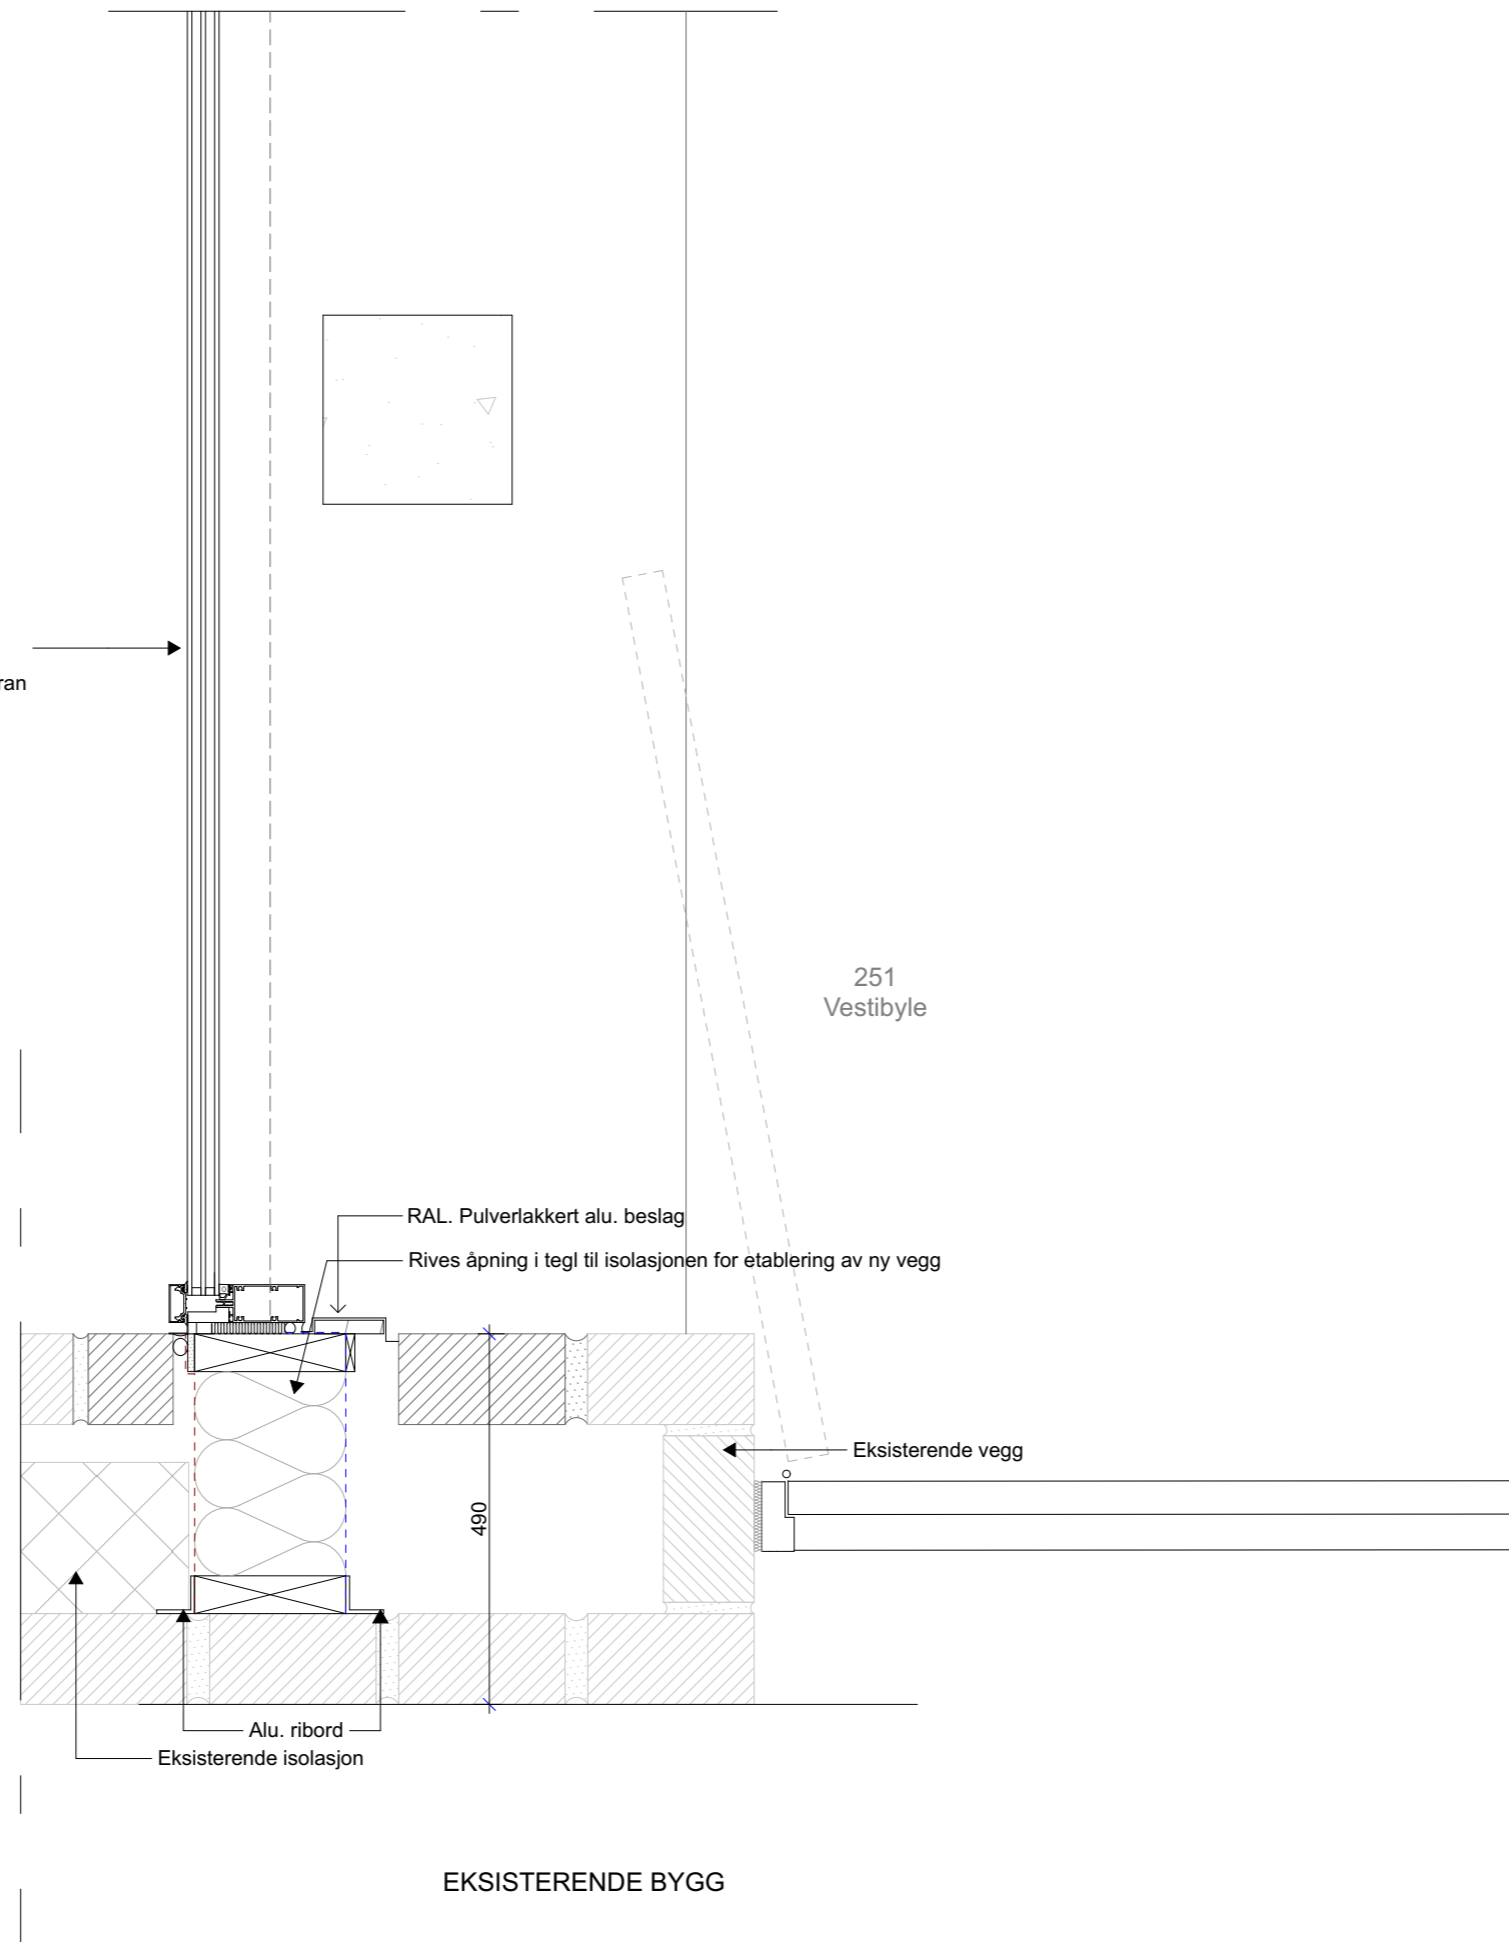 ran
251
Vestibyle
RAL. Pulverlakkert alu. beslag
Rives åpning i tegl til isolasjonen for etablering av ny vegg
Eksisterende vegg
490
Alu. ribord
Eksisterende isolasjon
EKSISTERENDE BYGG